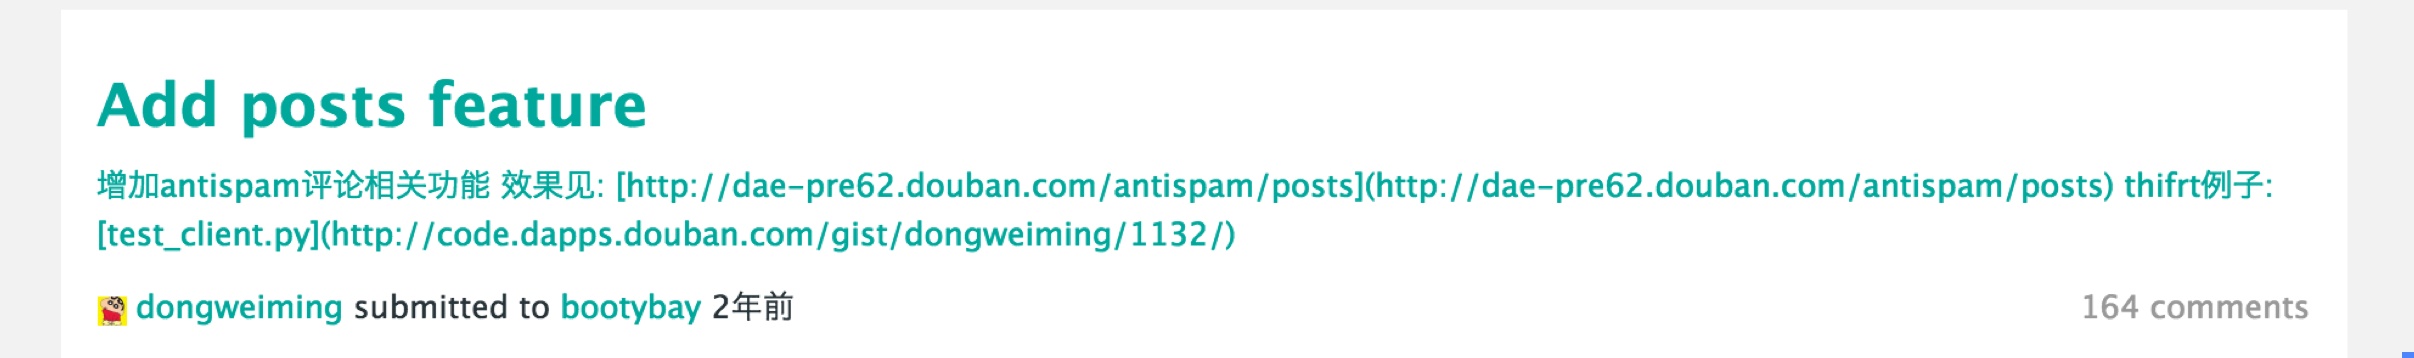 Add posts feature
增加antispam评论相关功能 效果见: [http://dae-pre62.douban.com/antispam/posts](http://dae-pre62.douban.com/antispam/posts) thifrt例子:
[test_client.py](http://code.dapps.douban.com/gist/dongweiming/1132/)
dongweiming submitted to bootybay 2年前 164 comments